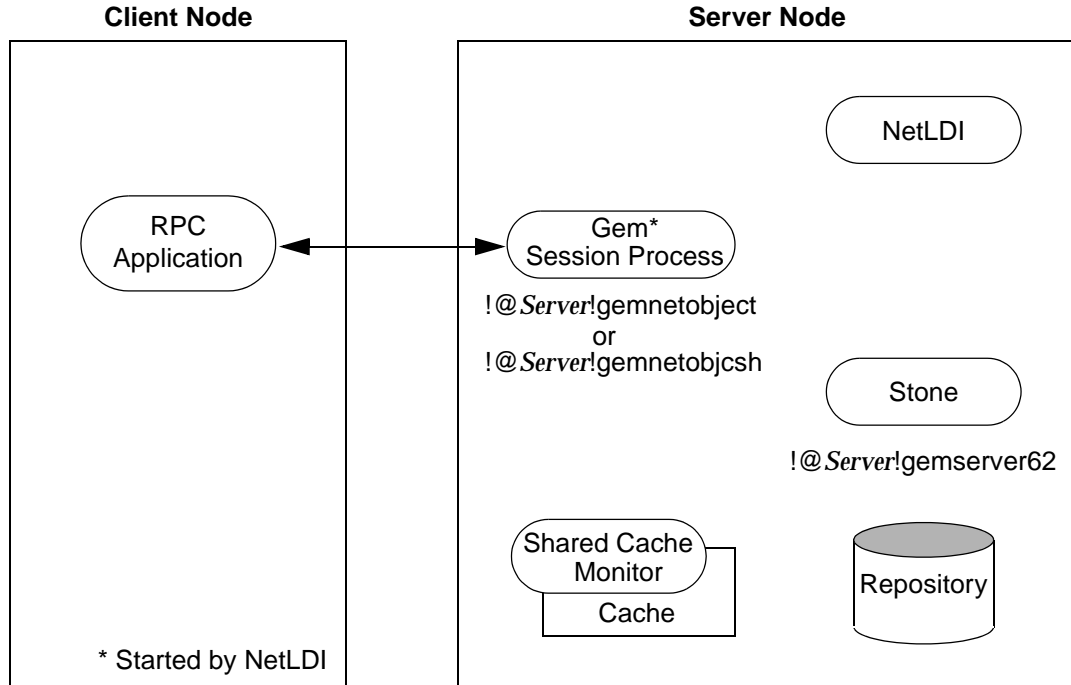 Client Node
Server Node
NetLDI
RPC
Application
Gem*
Session Process
!@Server!gemnetobject
or
!@Server!gemnetobjcsh
Stone
!@Server!gemserver62
Shared Cache
Monitor
Cache
Repository
* Started by NetLDI